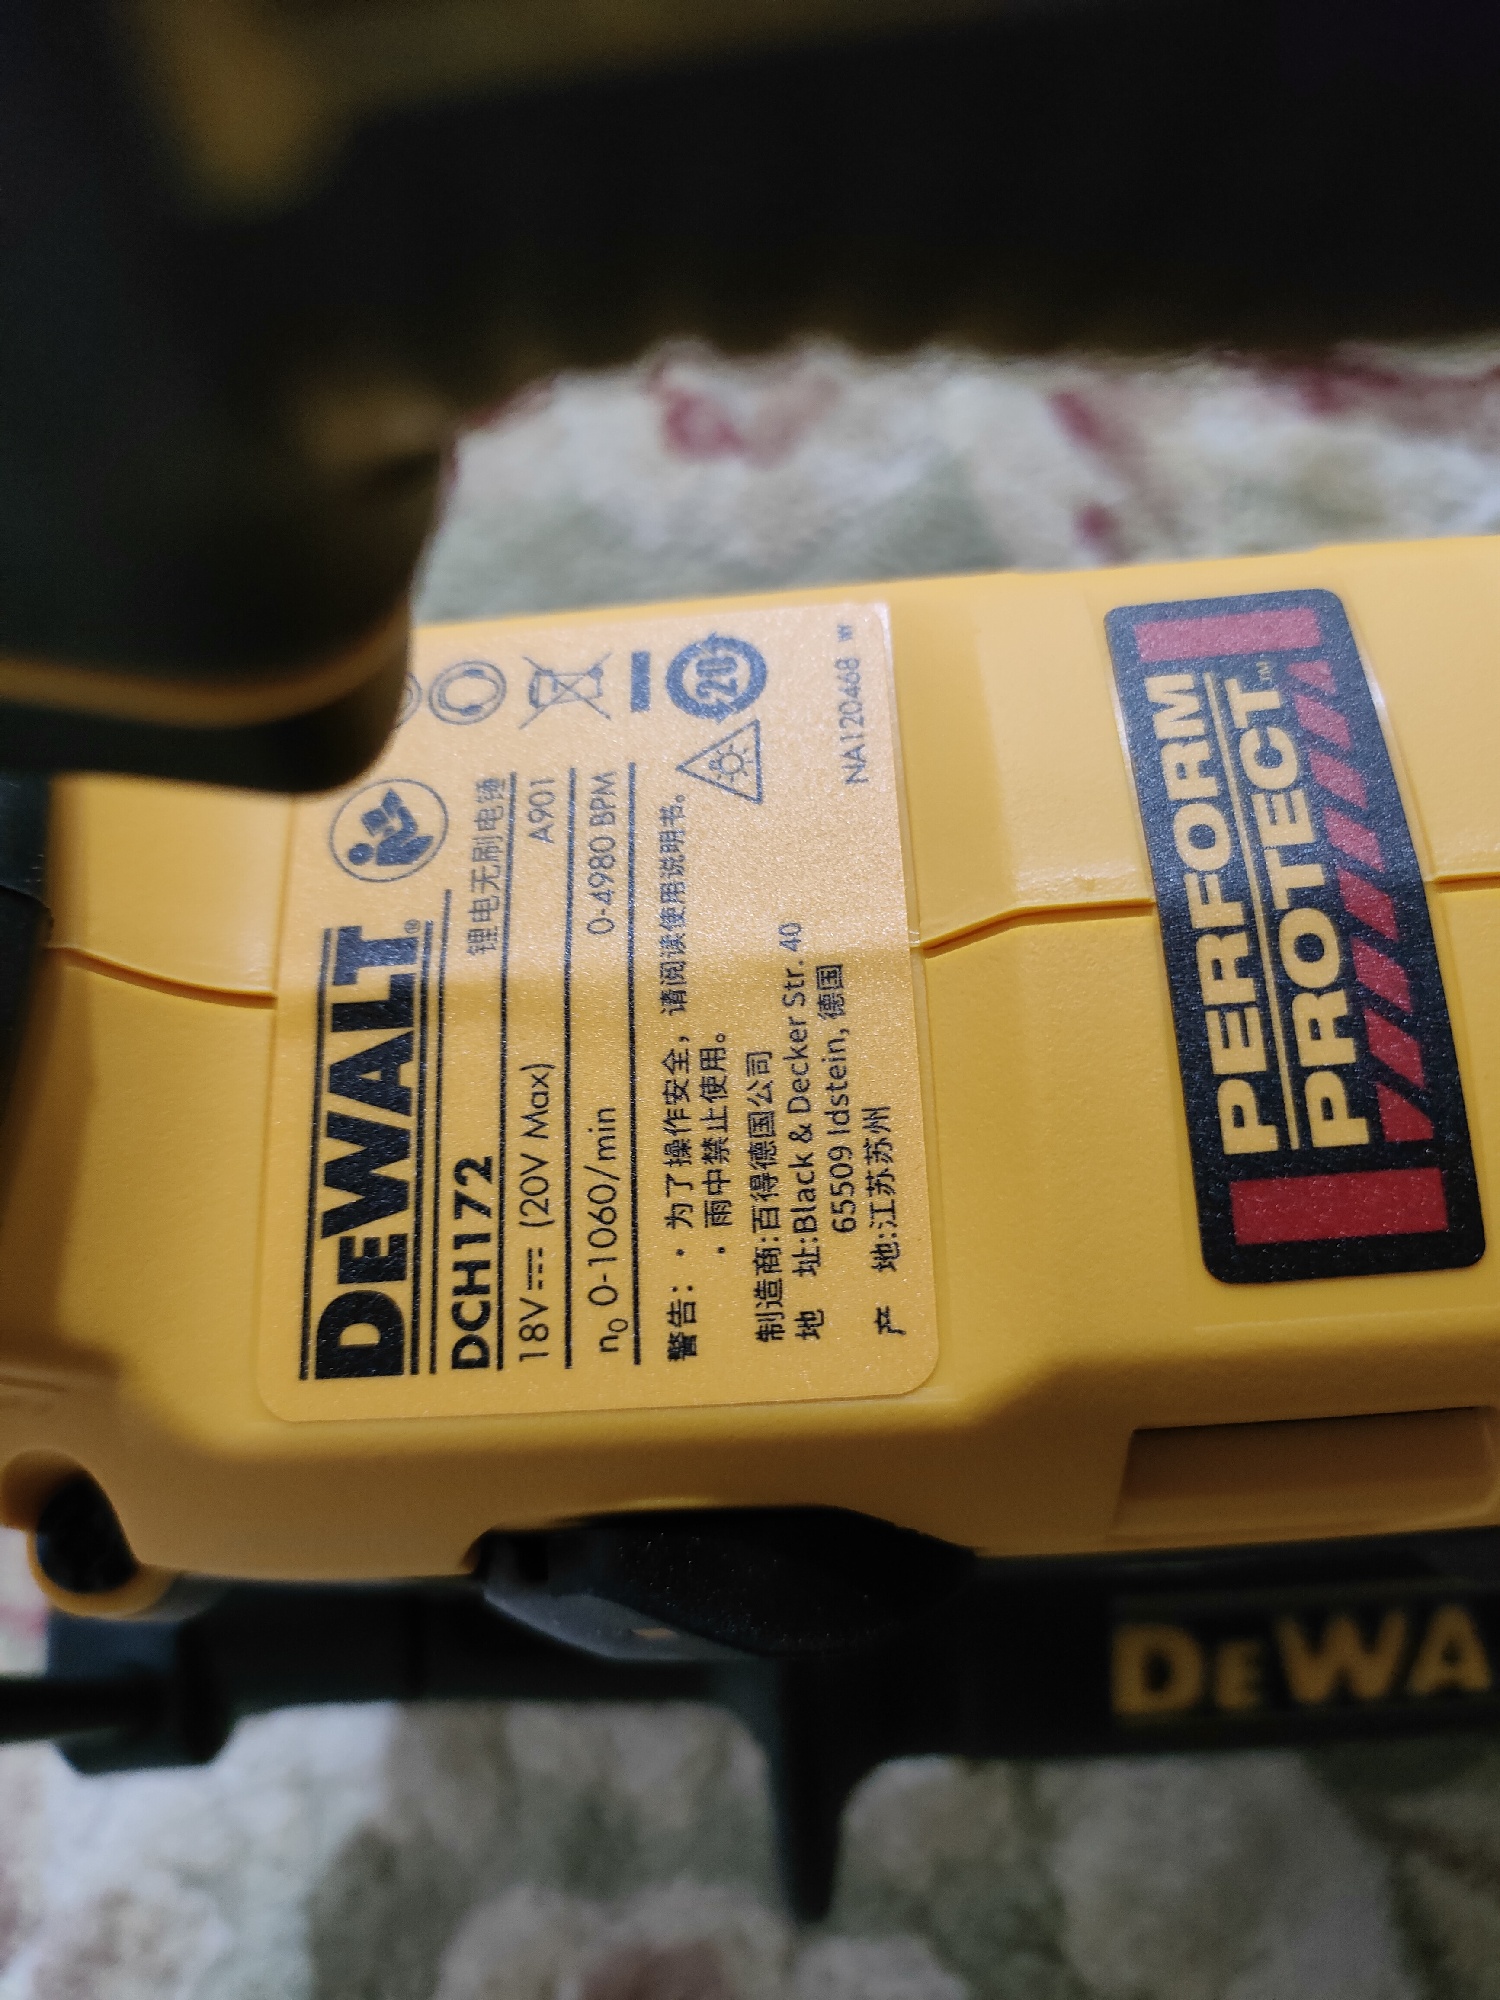 DEWALT®
DCH172 锂电无刷电锤
18V⎓ (20V Max) A901
n0 0-1060/min 0-4980 BPM
警告: · 为了操作安全，请阅读使用说明书。
· 雨中禁止使用。
制造商:百得德国公司
地 址:Black & Decker Str. 40
65509 Idstein, 德国
产 地:江苏苏州
20
NA120468 W
PERFORM
PROTECT™
DEWA